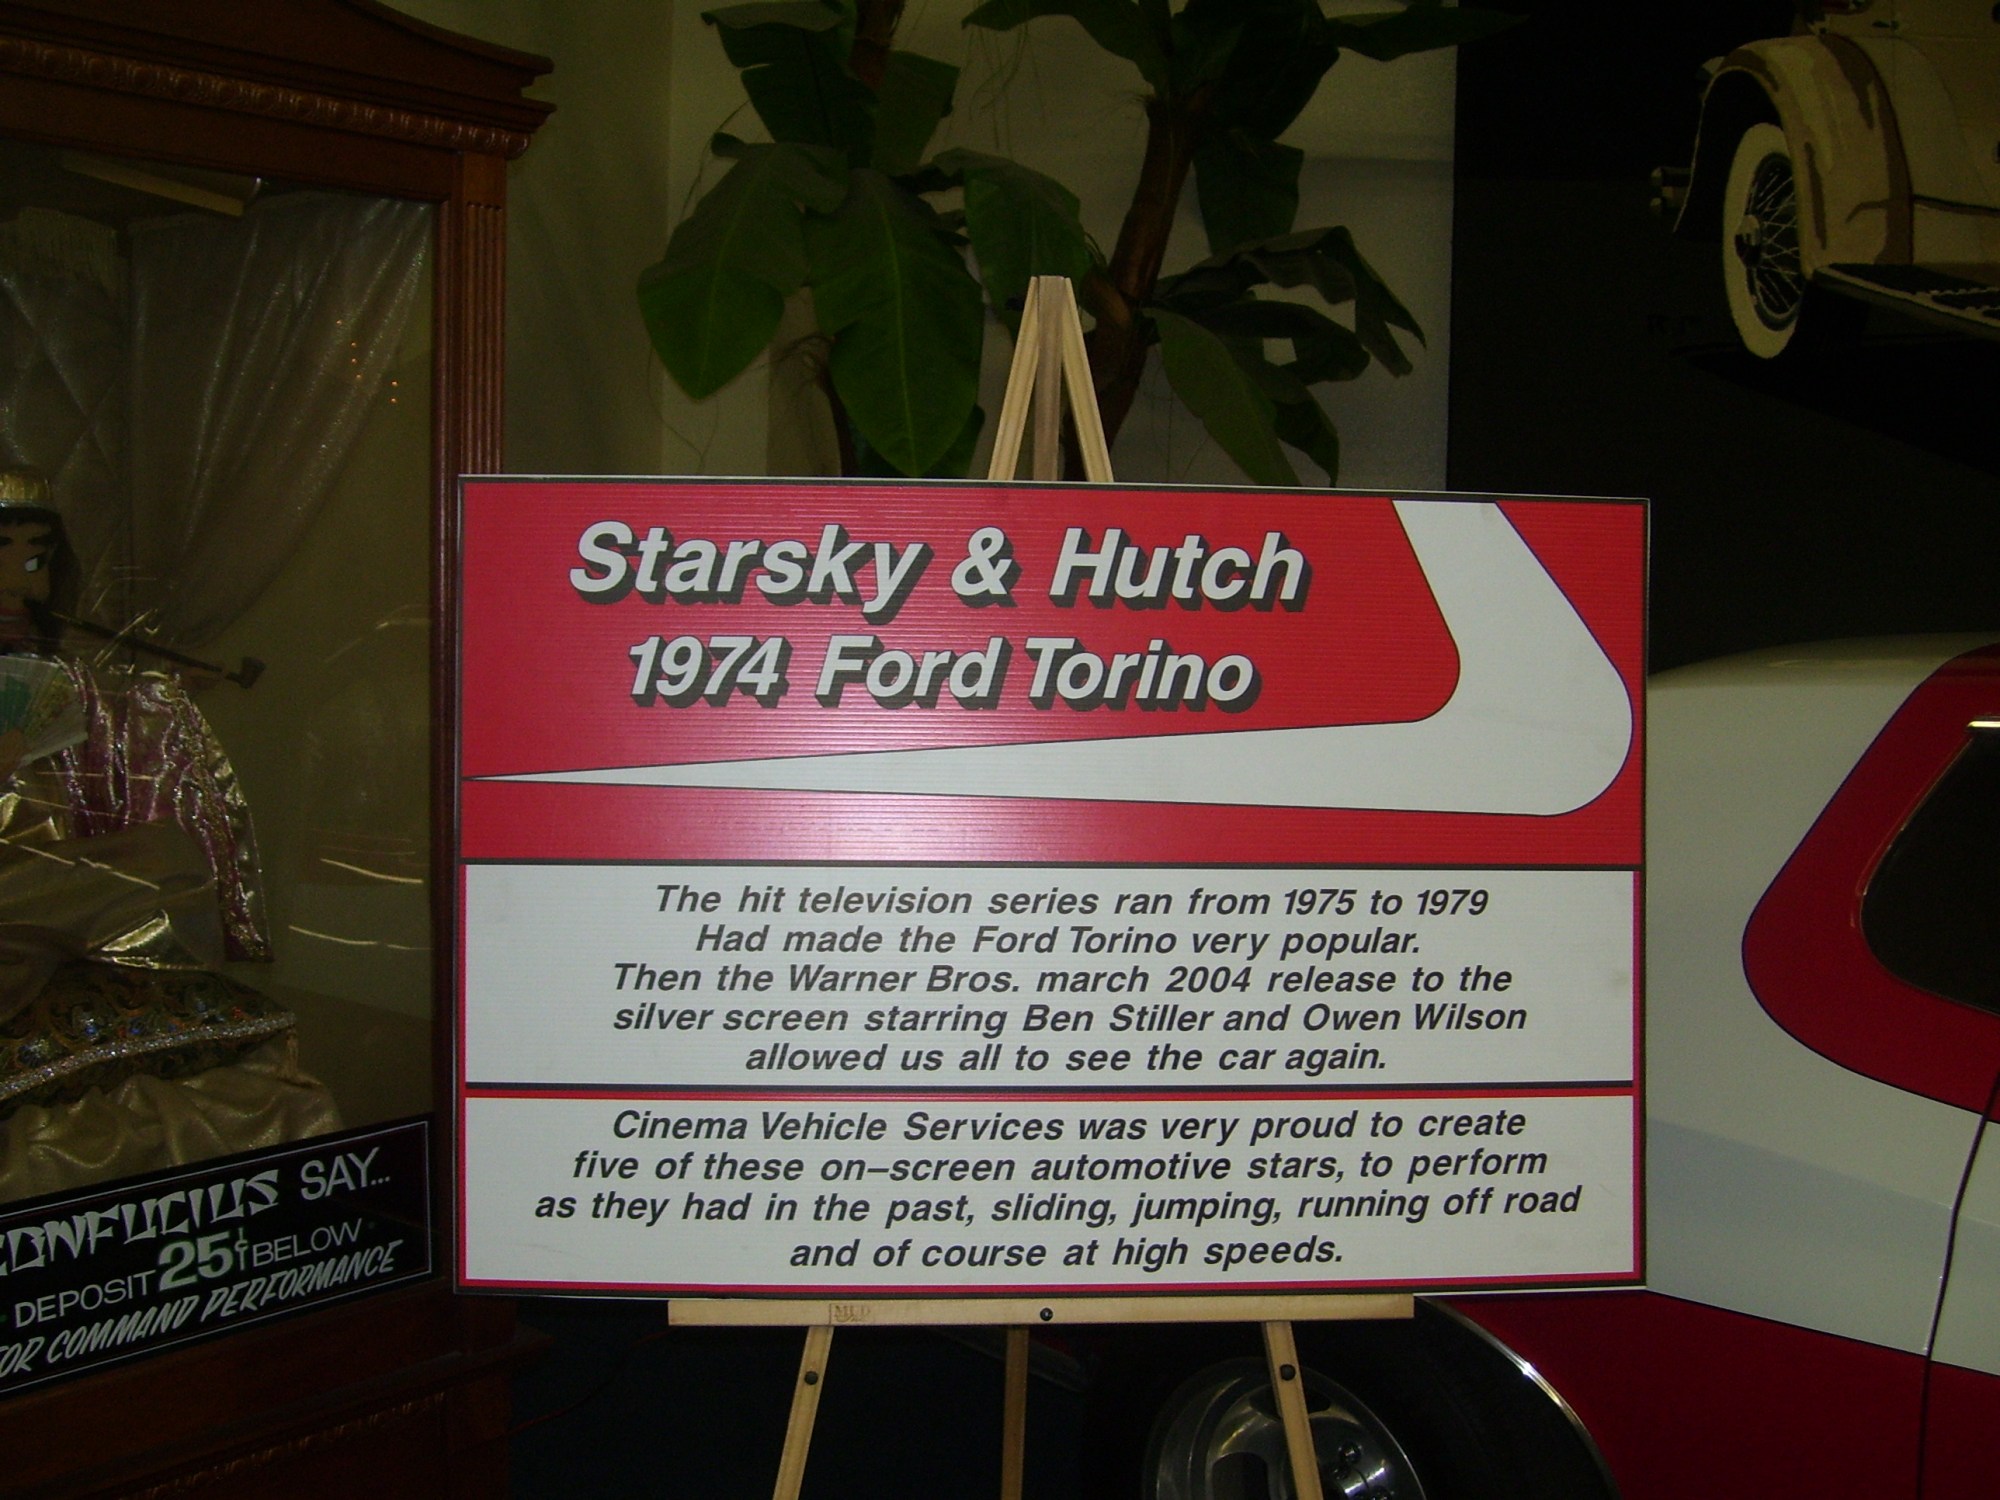 Starsky & Hutch
1974 Ford Torino
The hit television series ran from 1975 to 1979
Had made the Ford Torino very popular.
Then the Warner Bros. march 2004 release to the
silver screen starring Ben Stiller and Owen Wilson
allowed us all to see the car again.
Cinema Vehicle Services was very proud to create
five of these on-screen automotive stars, to perform
as they had in the past, sliding, jumping, running off road
and of course at high speeds.
CONFUCIUS SAY...
DEPOSIT 25¢ BELOW
FOR COMMAND PERFORMANCE